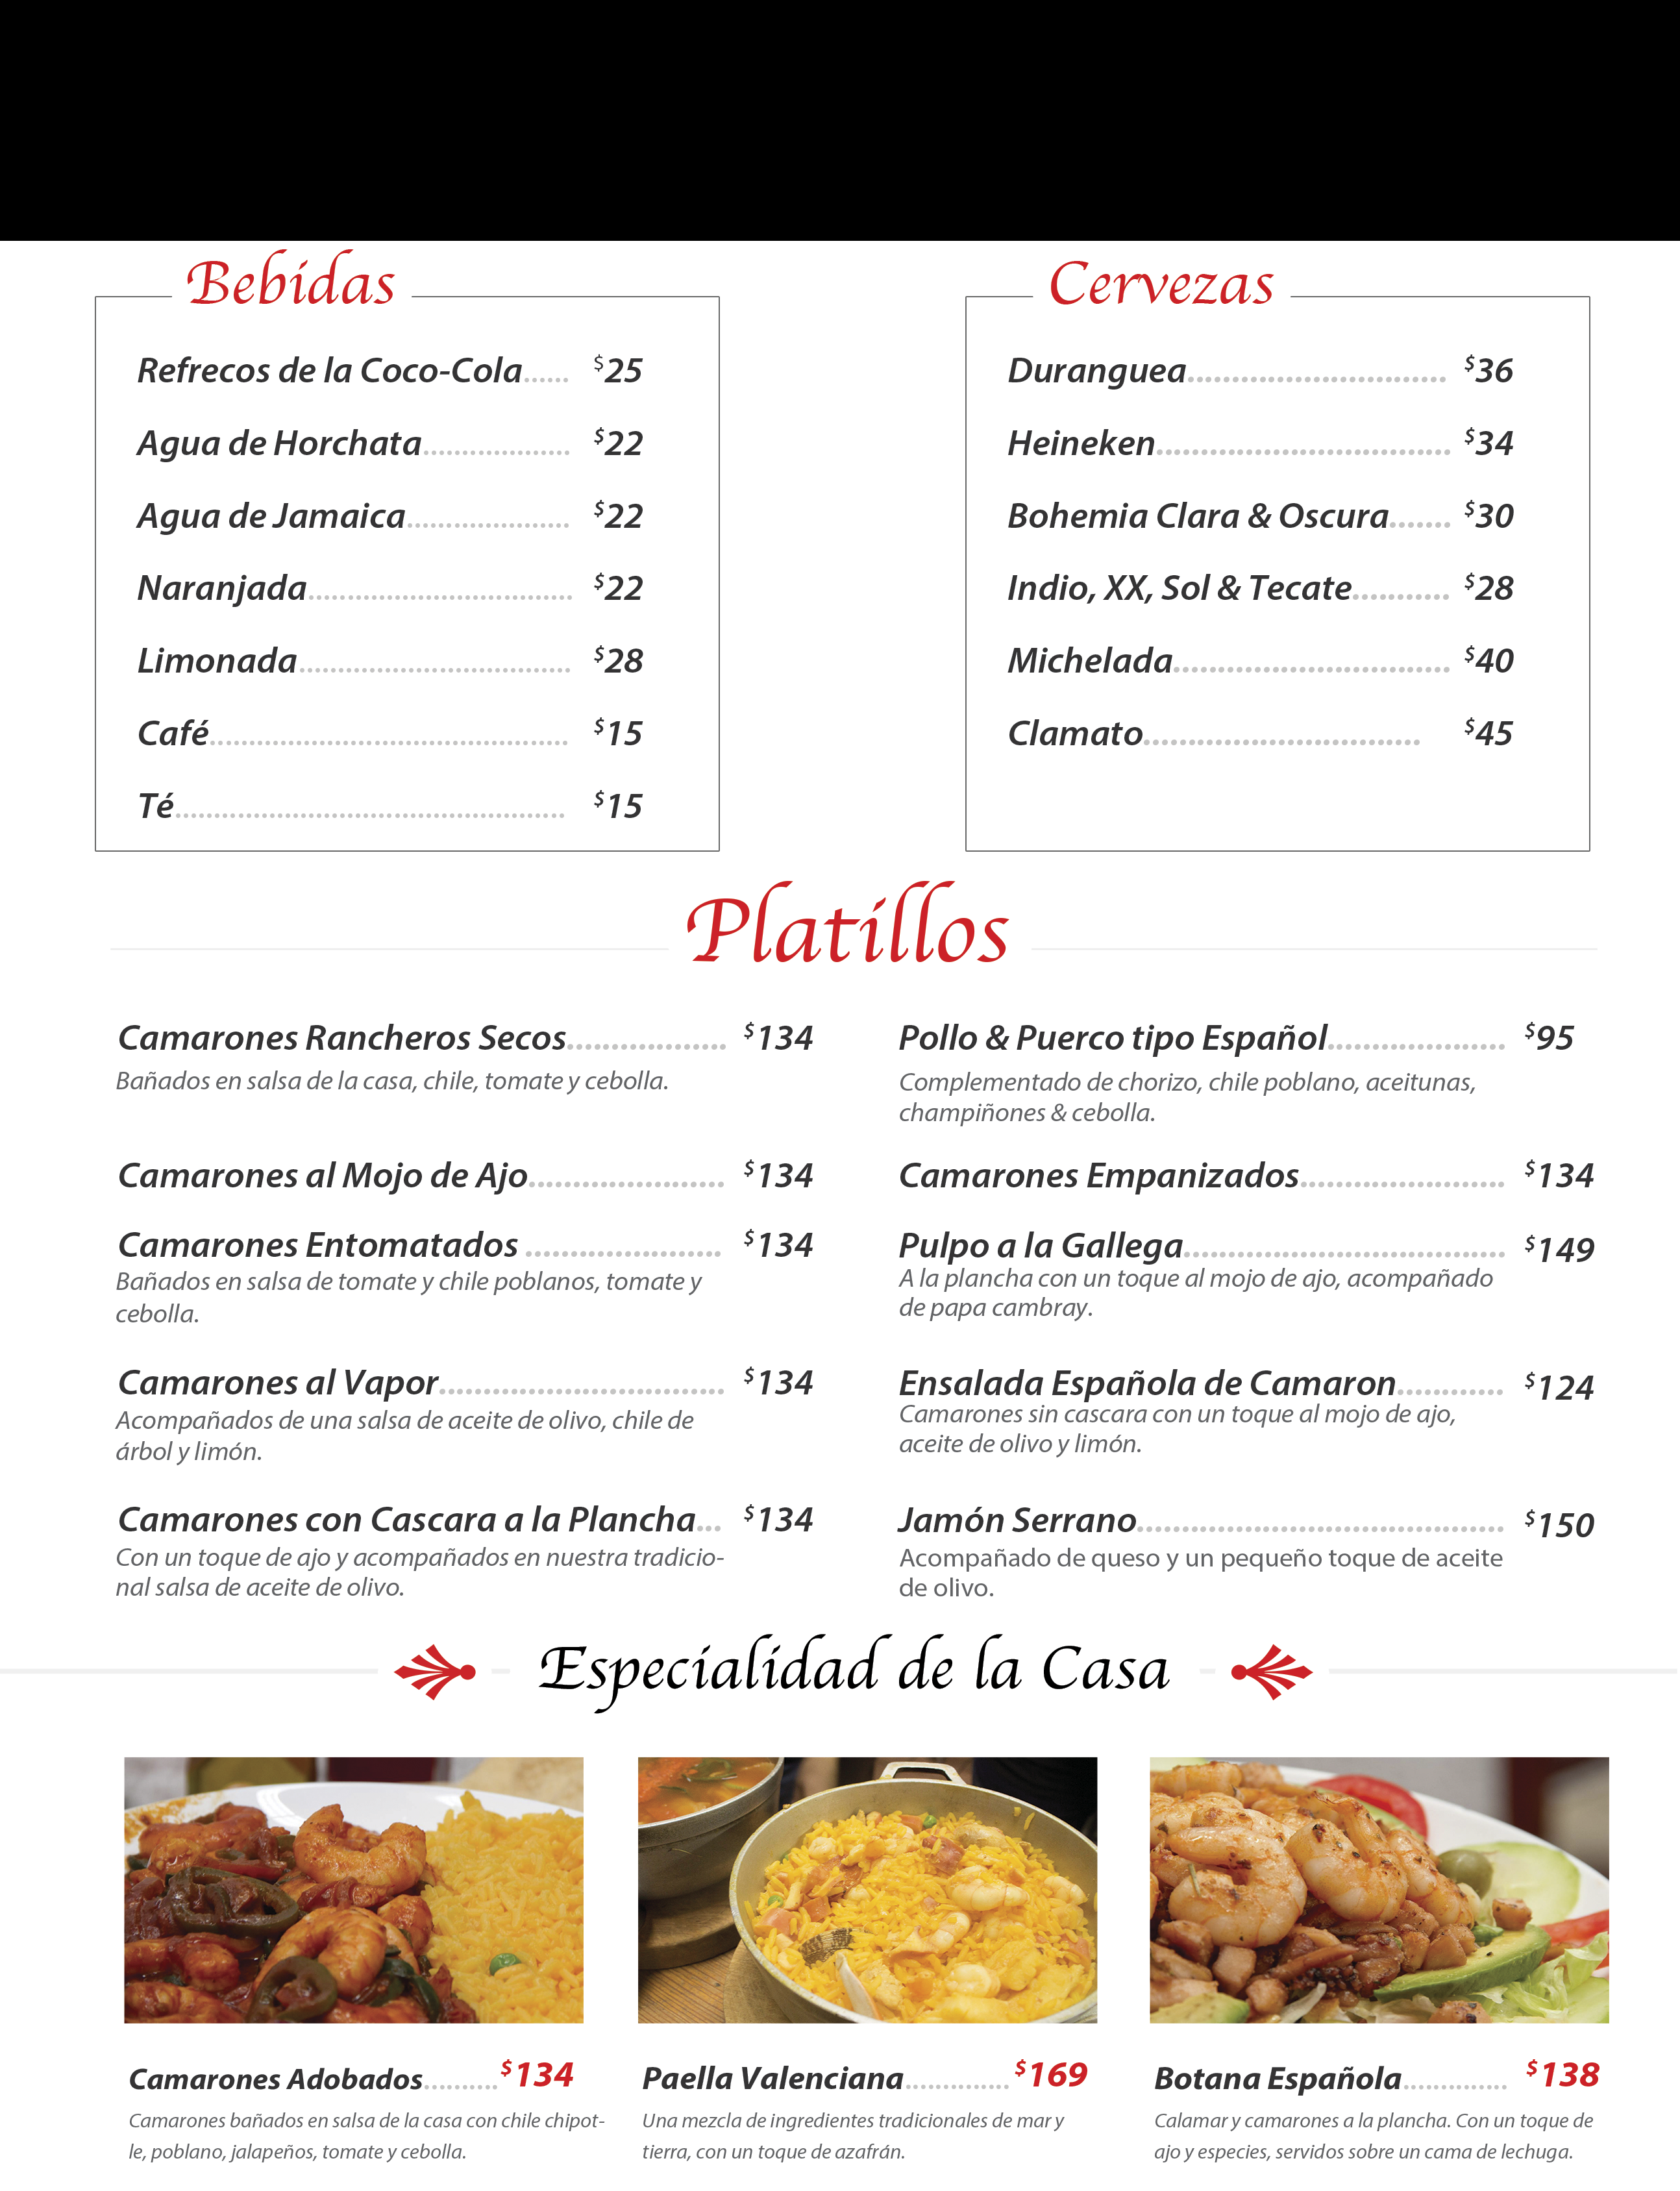 Bebidas
Refrecos de la Coco-Cola...... $25
Agua de Horchata.................. $22
Agua de Jamaica.................... $22
Naranjada................................ $22
Limonada................................. $28
Café............................................ $15
Té................................................ $15
Cervezas
Duranguea............................. $36
Heineken................................. $34
Bohemia Clara & Oscura....... $30
Indio, XX, Sol & Tecate........... $28
Michelada............................... $40
Clamato............................... $45
Platillos
Camarones Rancheros Secos.................. $134
Bañados en salsa de la casa, chile, tomate y cebolla.
Camarones al Mojo de Ajo...................... $134
Camarones Entomatados ...................... $134
Bañados en salsa de tomate y chile poblanos, tomate y
cebolla.
Camarones al Vapor................................ $134
Acompañados de una salsa de aceite de olivo, chile de
árbol y limón.
Camarones con Cascara a la Plancha... $134
Con un toque de ajo y acompañados en nuestra tradicio-
nal salsa de aceite de olivo.
Pollo & Puerco tipo Español.................... $95
Complementado de chorizo, chile poblano, aceitunas,
champiñones & cebolla.
Camarones Empanizados....................... $134
Pulpo a la Gallega.................................... $149
A la plancha con un toque al mojo de ajo, acompañado
de papa cambray.
Ensalada Española de Camaron............ $124
Camarones sin cascara con un toque al mojo de ajo,
aceite de olivo y limón.
Jamón Serrano......................................... $150
Acompañado de queso y un pequeño toque de aceite
de olivo.
Especialidad de la Casa
Camarones Adobados.......... $134
Camarones bañados en salsa de la casa con chile chipot-
le, poblano, jalapeños, tomate y cebolla.
Paella Valenciana.............. $169
Una mezcla de ingredientes tradicionales de mar y
tierra, con un toque de azafrán.
Botana Española.............. $138
Calamar y camarones a la plancha. Con un toque de
ajo y especies, servidos sobre un cama de lechuga.